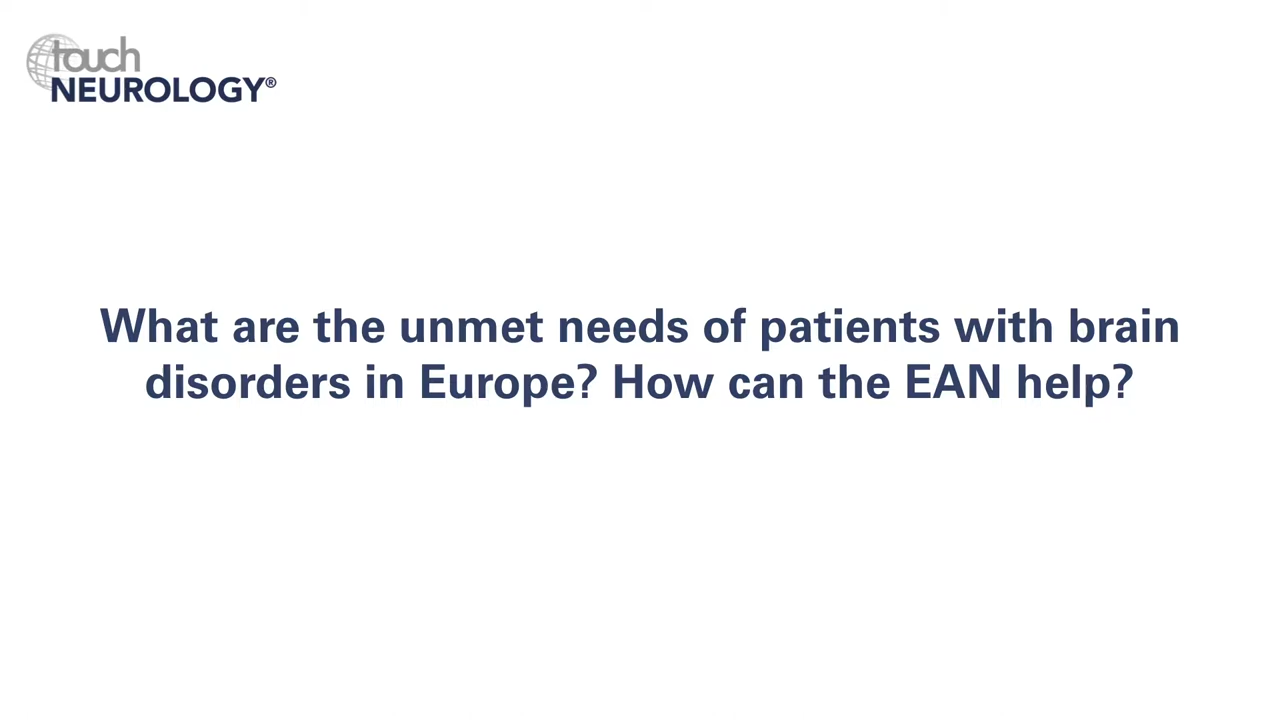 touch
NEUROLOGY®
What are the unmet needs of patients with brain
disorders in Europe? How can the EAN help?